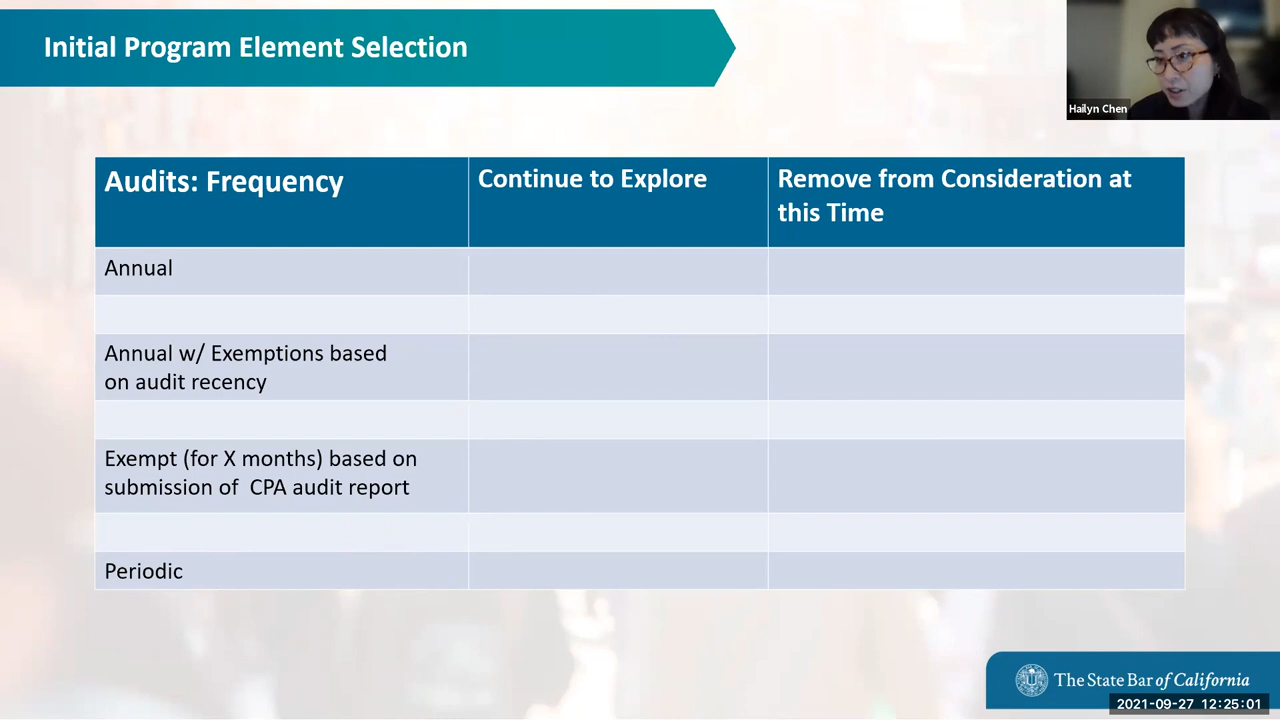 Initial Program Element Selection
Hailyn Chen
Audits: Frequency
Continue to Explore
Remove from Consideration at
this Time
Annual
Annual w/ Exemptions based
on audit recency
Exempt (for X months) based on
submission of  CPA audit report
Periodic
The State Bar of California
2021-09-27 12:25:01